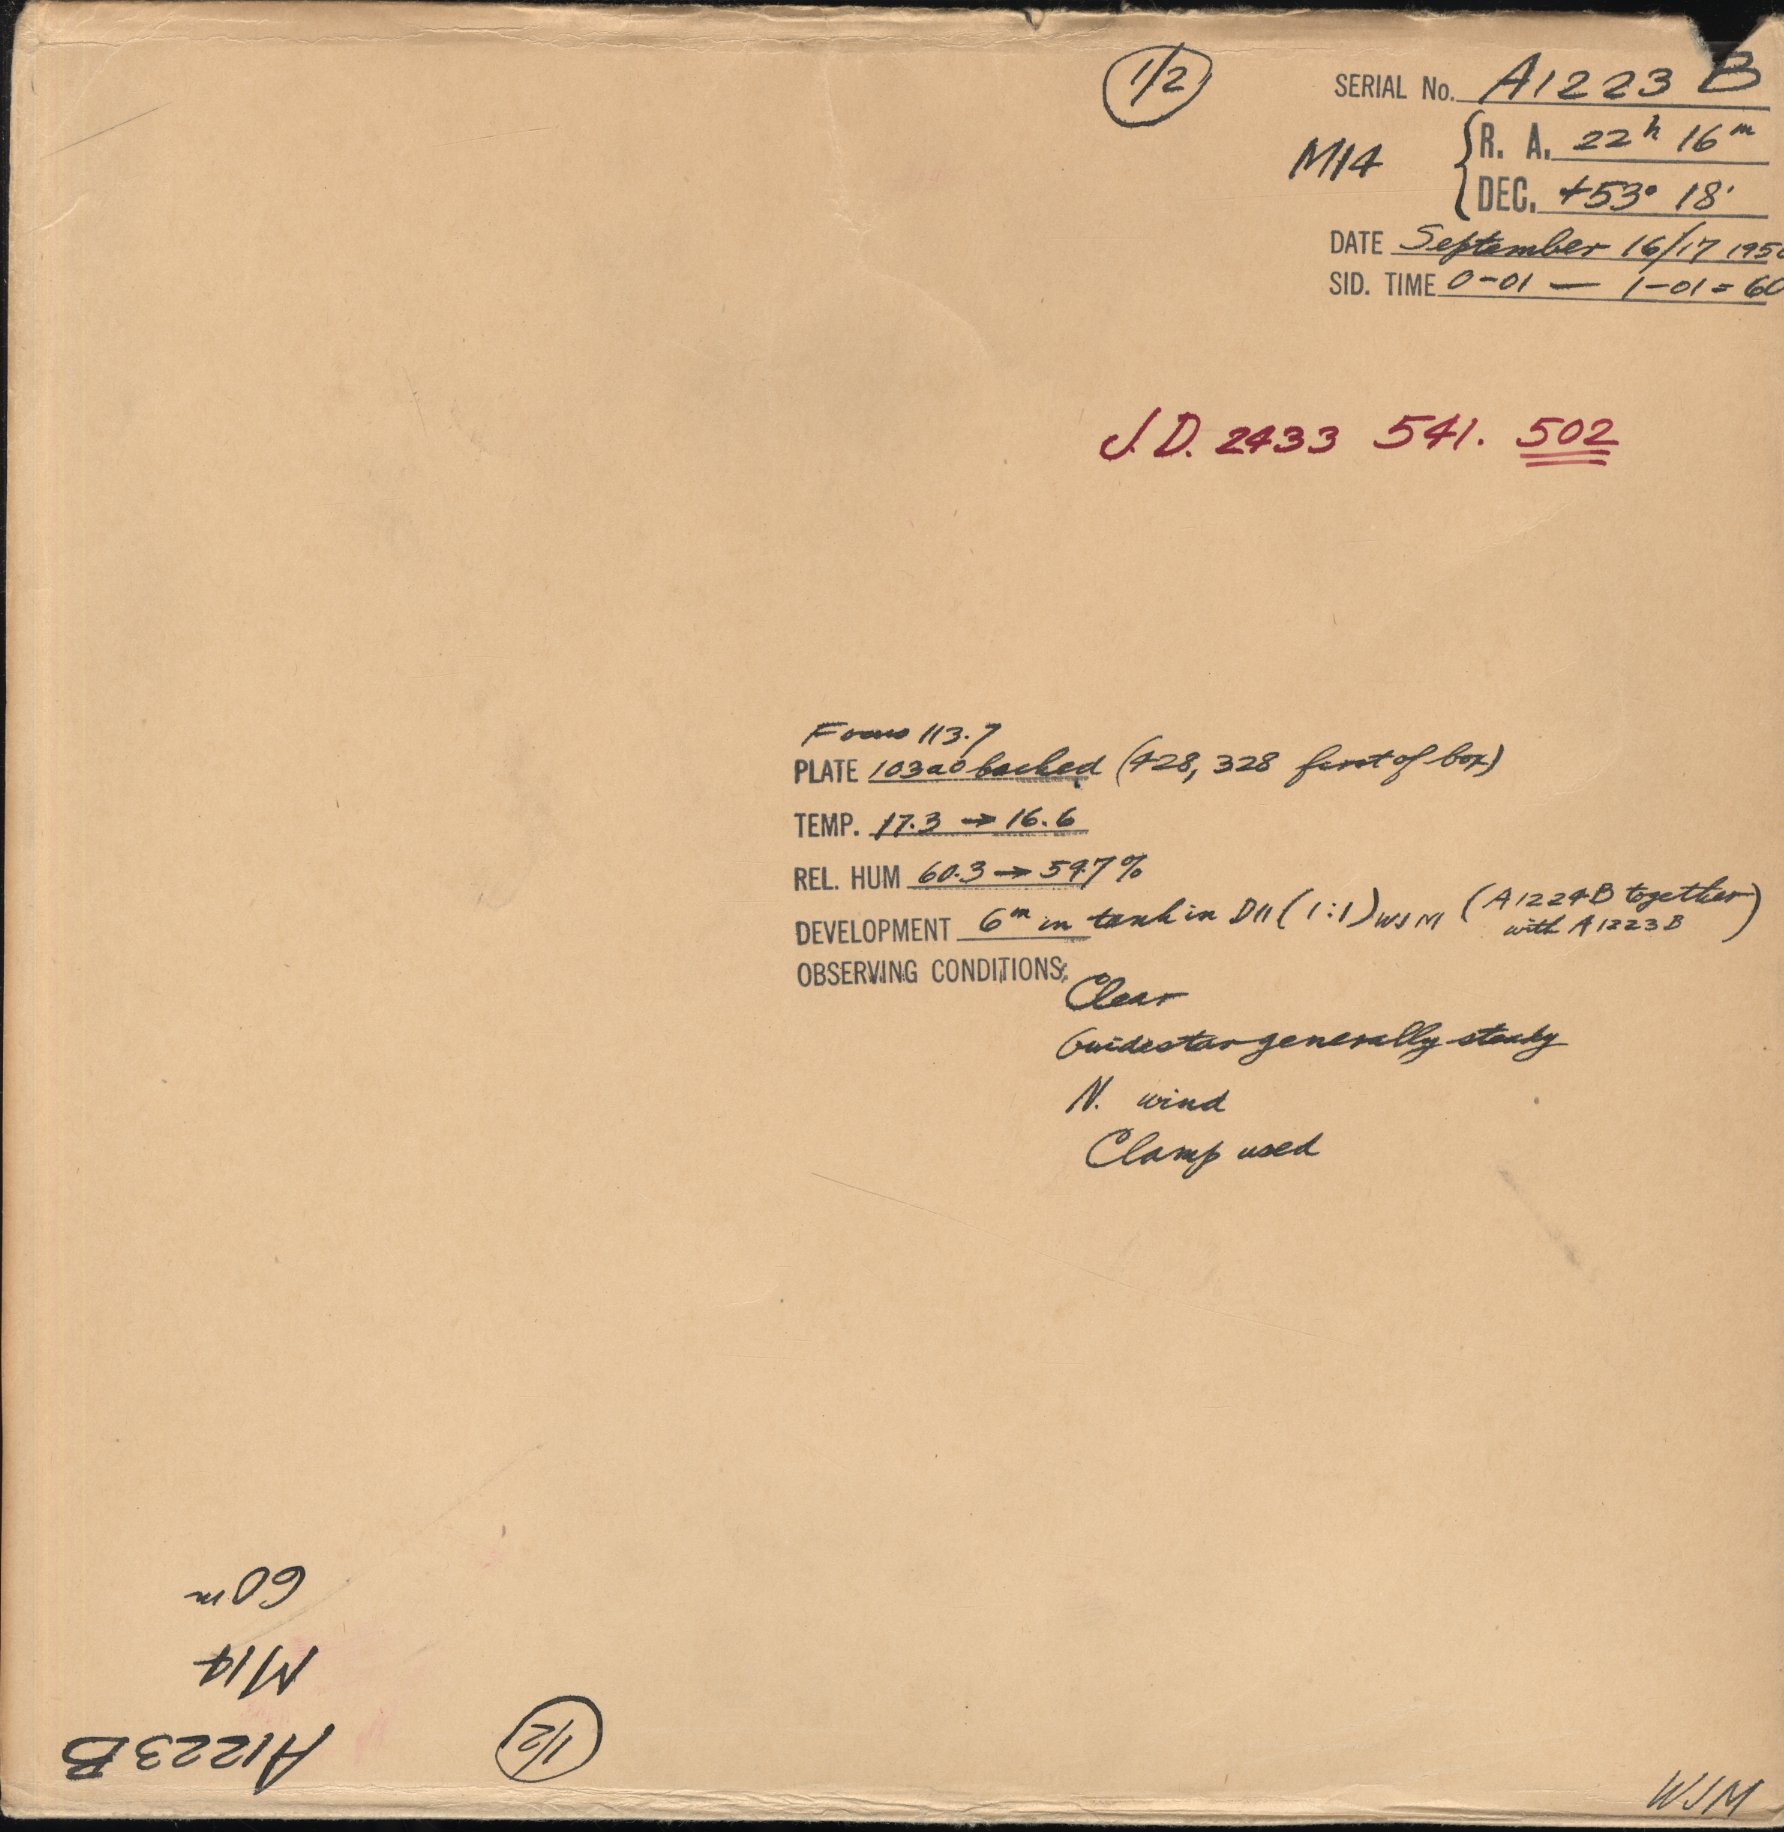 1/2
SERIAL No. A1223 B
M14 { R. A. 22h 16m
DEC. +53° 18'
DATE September 16/17 1950
SID. TIME 0-01 — 1-01 = 60
J.D. 2433 541. 502
Focus 113.7
PLATE 103aO backed (428, 328 first of box)
TEMP. 17.3 → 16.6
REL. HUM 60.3 → 59.7 %
DEVELOPMENT 6m in tank in D11 (1:1) WJM (A1224B together
with A1223B)
OBSERVING CONDITIONS:
Clear
Guidestar generally steady
N. wind
Clamp used
60m
M14
A1223B
1/2
WJM